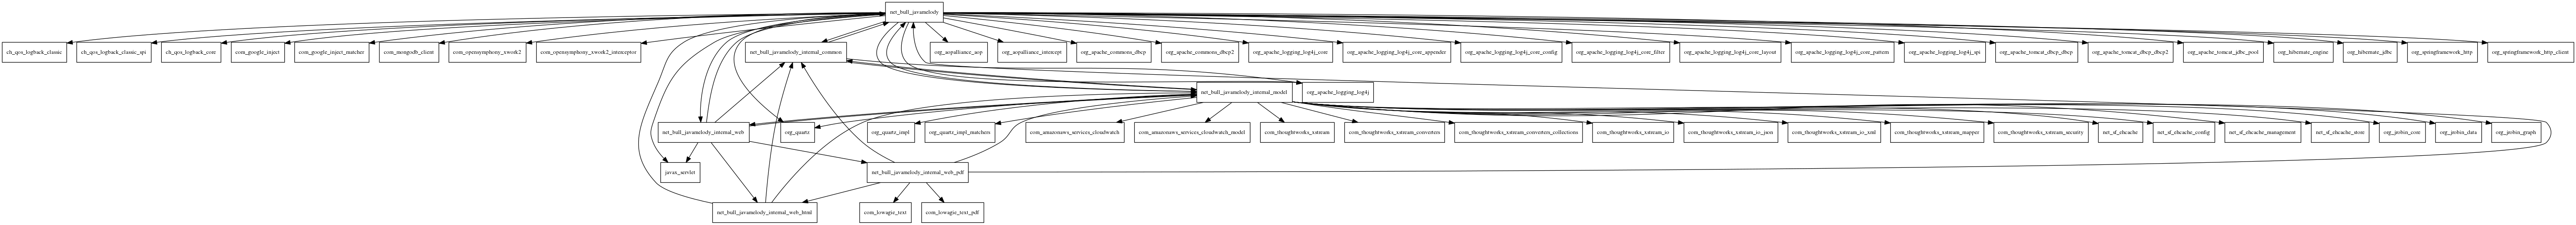 net_bull_javamelody
ch_qos_logback_classic
ch_qos_logback_classic_spi
ch_qos_logback_core
com_google_inject
com_google_inject_matcher
com_mongodb_client
com_opensymphony_xwork2
com_opensymphony_xwork2_interceptor
net_bull_javamelody_internal_common
org_aopalliance_aop
org_aopalliance_intercept
org_apache_commons_dbcp
org_apache_commons_dbcp2
org_apache_logging_log4j_core
org_apache_logging_log4j_core_appender
org_apache_logging_log4j_core_config
org_apache_logging_log4j_core_filter
org_apache_logging_log4j_core_layout
org_apache_logging_log4j_core_pattern
org_apache_logging_log4j_spi
org_apache_tomcat_dbcp_dbcp
org_apache_tomcat_dbcp_dbcp2
org_apache_tomcat_jdbc_pool
org_hibernate_engine
org_hibernate_jdbc
org_springframework_http
org_springframework_http_client
net_bull_javamelody_internal_model
org_apache_logging_log4j
net_bull_javamelody_internal_web
org_quartz
org_quartz_impl
org_quartz_impl_matchers
com_amazonaws_services_cloudwatch
com_amazonaws_services_cloudwatch_model
com_thoughtworks_xstream
com_thoughtworks_xstream_converters
com_thoughtworks_xstream_converters_collections
com_thoughtworks_xstream_io
com_thoughtworks_xstream_io_json
com_thoughtworks_xstream_io_xml
com_thoughtworks_xstream_mapper
com_thoughtworks_xstream_security
net_sf_ehcache
net_sf_ehcache_config
net_sf_ehcache_management
net_sf_ehcache_store
org_jrobin_core
org_jrobin_data
org_jrobin_graph
javax_servlet
net_bull_javamelody_internal_web_pdf
net_bull_javamelody_internal_web_html
com_lowagie_text
com_lowagie_text_pdf